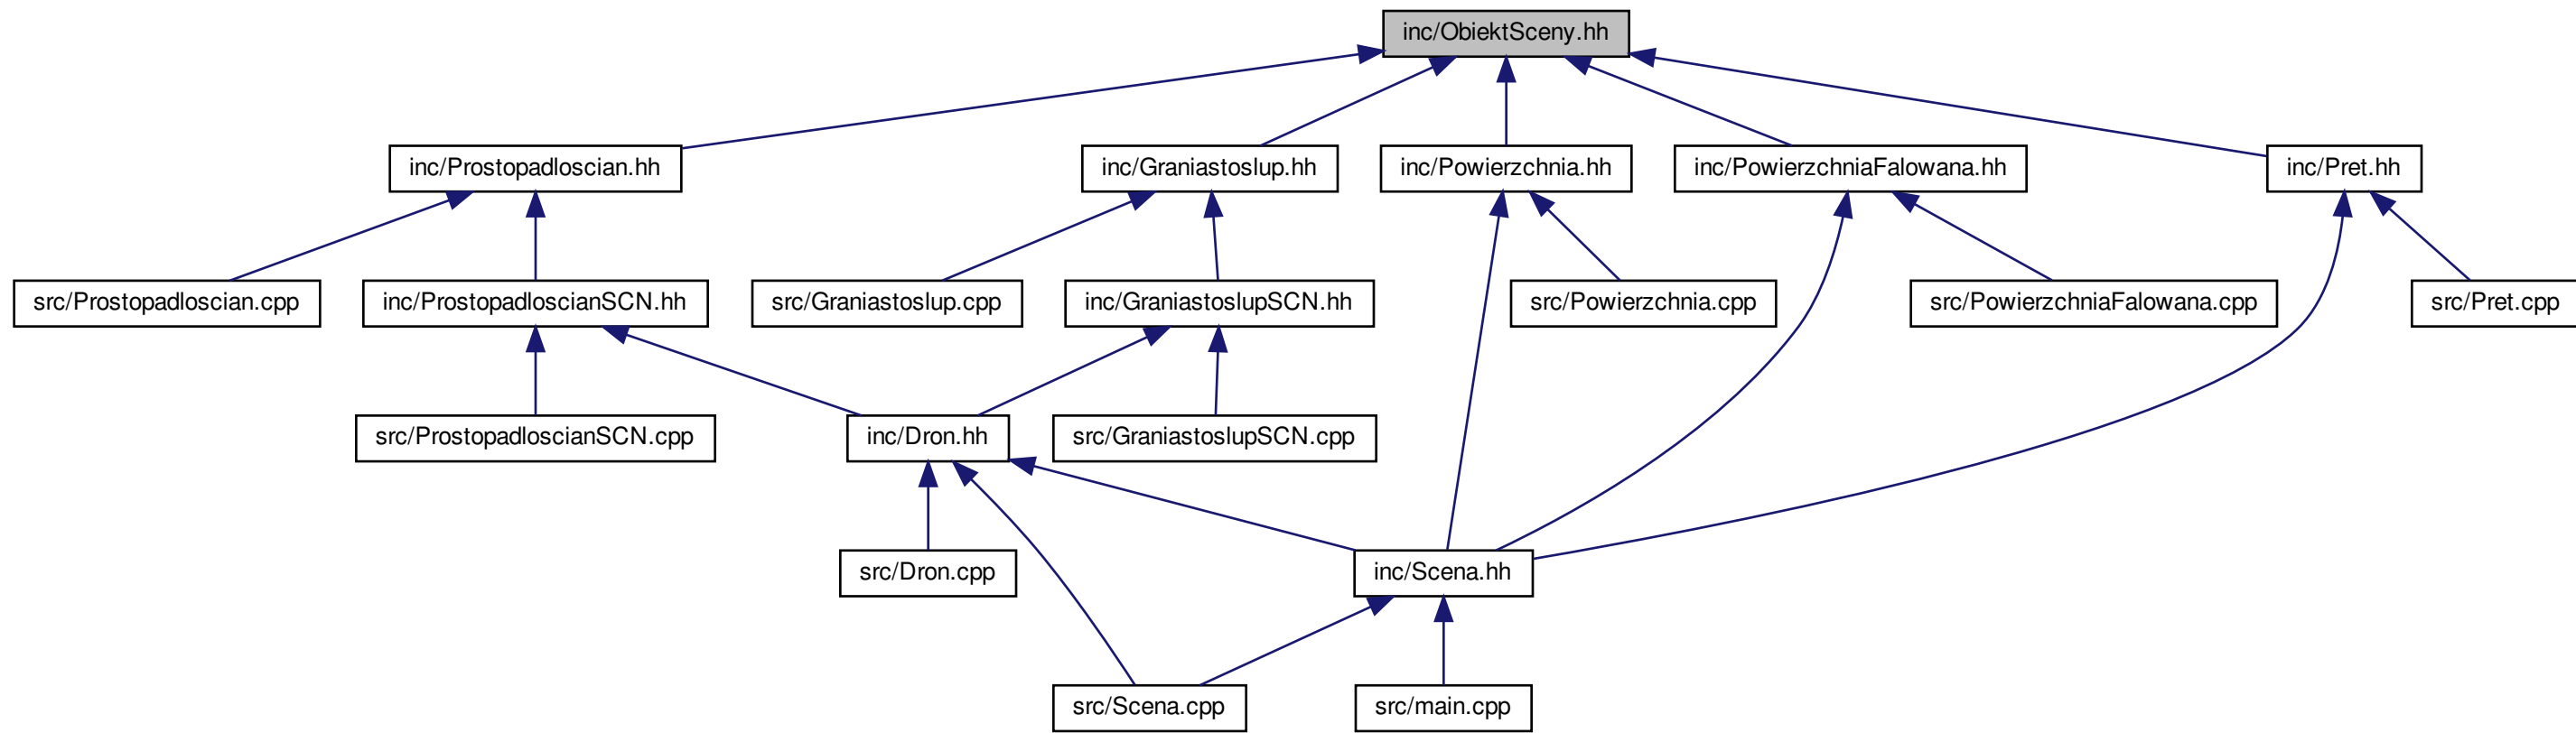 inc/ObiektSceny.hh
inc/Prostopadloscian.hh
inc/Graniastoslup.hh
inc/Powierzchnia.hh
inc/PowierzchniaFalowana.hh
inc/Pret.hh
src/Prostopadloscian.cpp
inc/ProstopadloscianSCN.hh
src/Graniastoslup.cpp
inc/GraniastoslupSCN.hh
src/Powierzchnia.cpp
src/PowierzchniaFalowana.cpp
src/Pret.cpp
src/ProstopadloscianSCN.cpp
inc/Dron.hh
src/GraniastoslupSCN.cpp
src/Dron.cpp
inc/Scena.hh
src/Scena.cpp
src/main.cpp